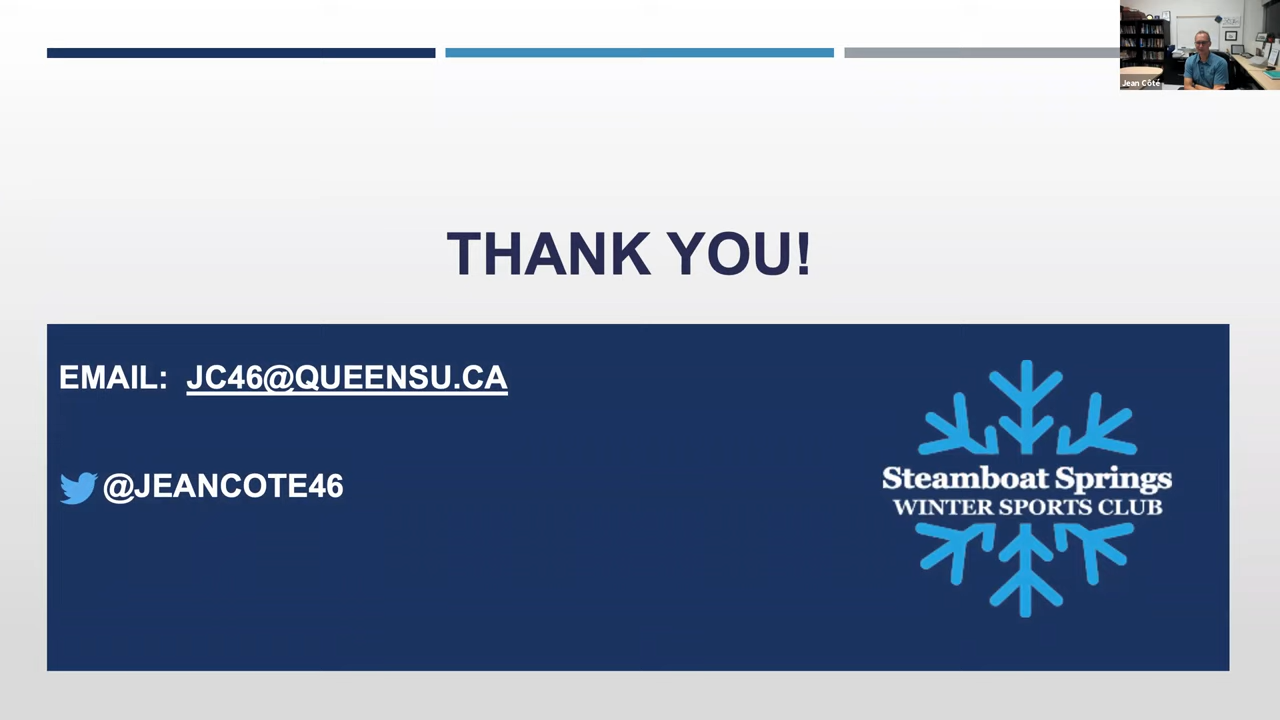 Jean Côté
THANK YOU!
EMAIL: JC46@QUEENSU.CA
@JEANCOTE46
Steamboat Springs
WINTER SPORTS CLUB